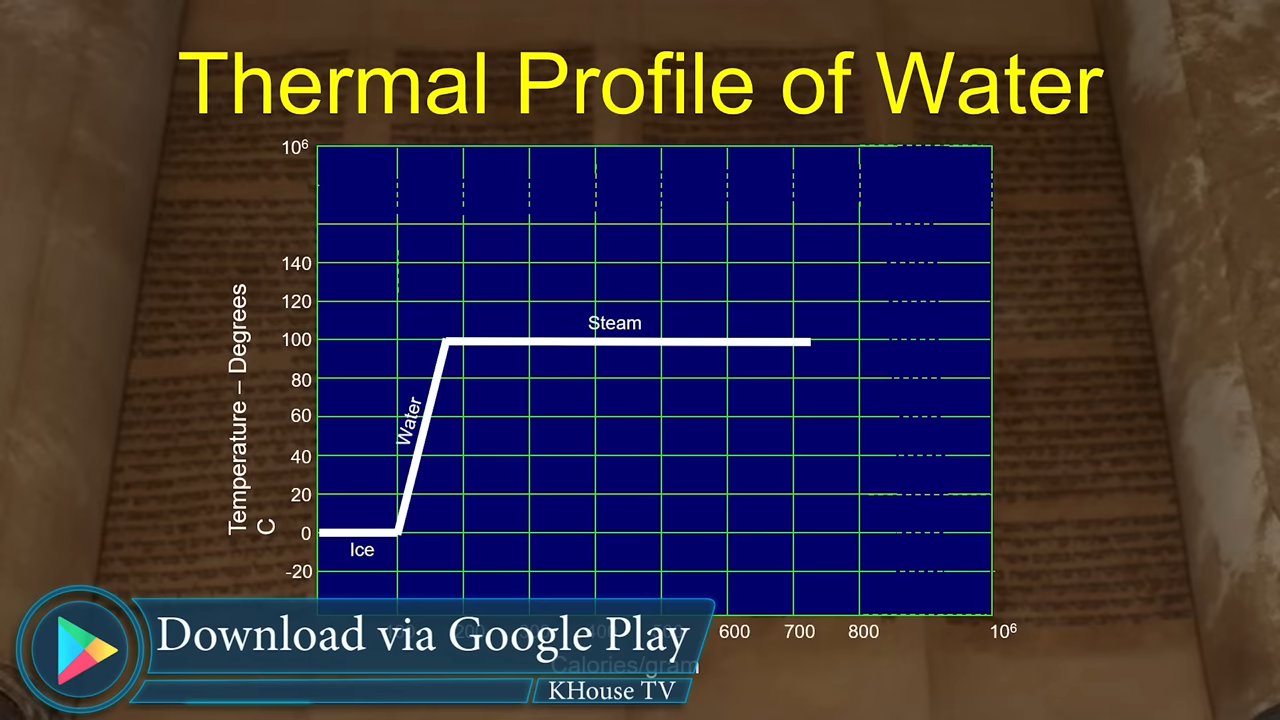 Thermal Profile of Water
10⁶
140
120
100
80
60
40
20
0
-20
Temperature – Degrees
C
Steam
Water
Ice
600 700 800 10⁶
Calories/gram
Download via Google Play
KHouse TV